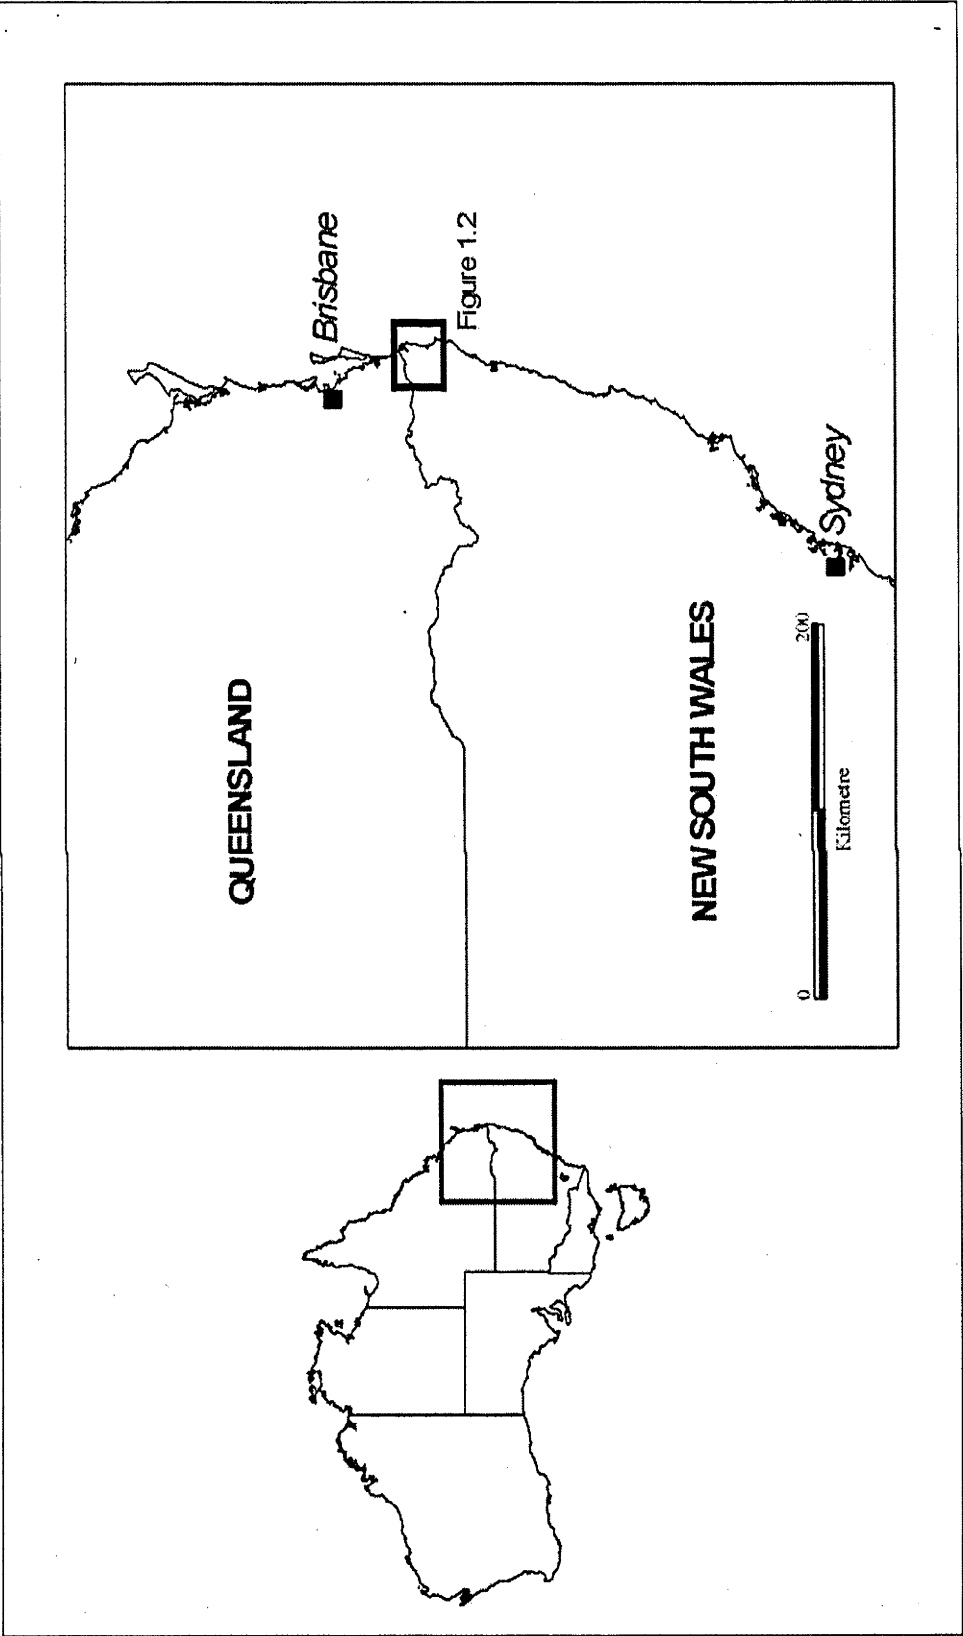 QUEENSLAND
Brisbane
Figure 1.2
NEW SOUTH WALES
Sydney
0
200
Kilometre